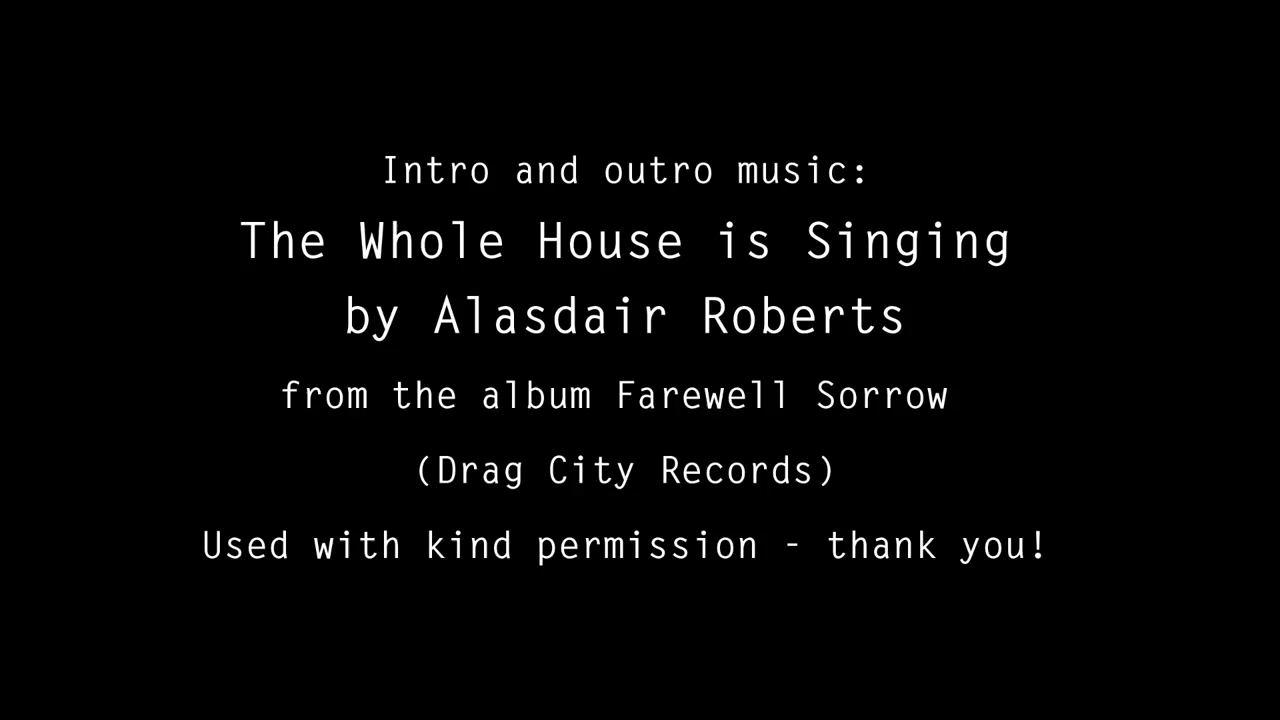 Intro and outro music:
The Whole House is Singing
by Alasdair Roberts
from the album Farewell Sorrow
(Drag City Records)
Used with kind permission - thank you!